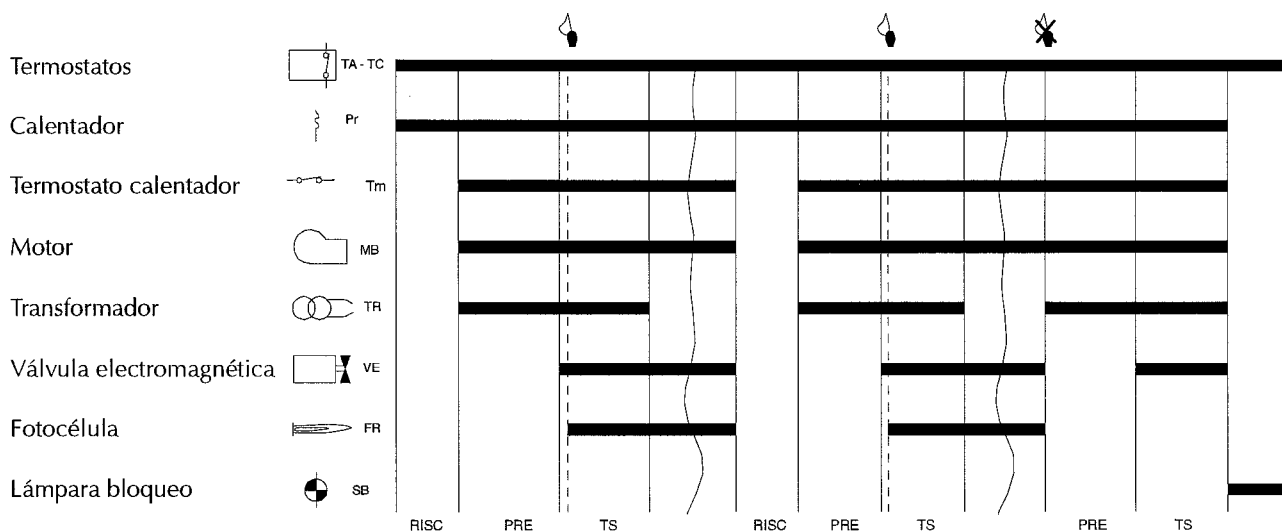 Termostatos TA - TC
Calentador Pr
Termostato calentador Tm
Motor MB
Transformador TR
Válvula electromagnética VE
Fotocélula FR
Lámpara bloqueo SB
RISC PRE TS RISC PRE TS PRE TS